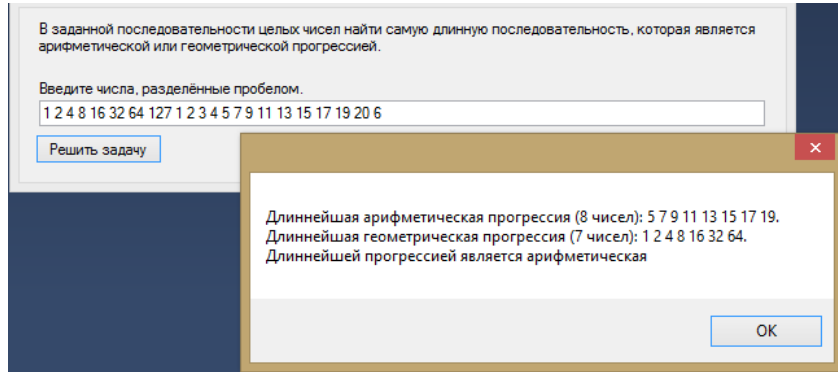 В заданной последовательности целых чисел найти самую длинную последовательность, которая является
арифметической или геометрической прогрессией.
Введите числа, разделённые пробелом.
1 2 4 8 16 32 64 127 1 2 3 4 5 7 9 11 13 15 17 19 20 6
Решить задачу
Длиннейшая арифметическая прогрессия (8 чисел): 5 7 9 11 13 15 17 19.
Длиннейшая геометрическая прогрессия (7 чисел): 1 2 4 8 16 32 64.
Длиннейшей прогрессией является арифметическая
OK